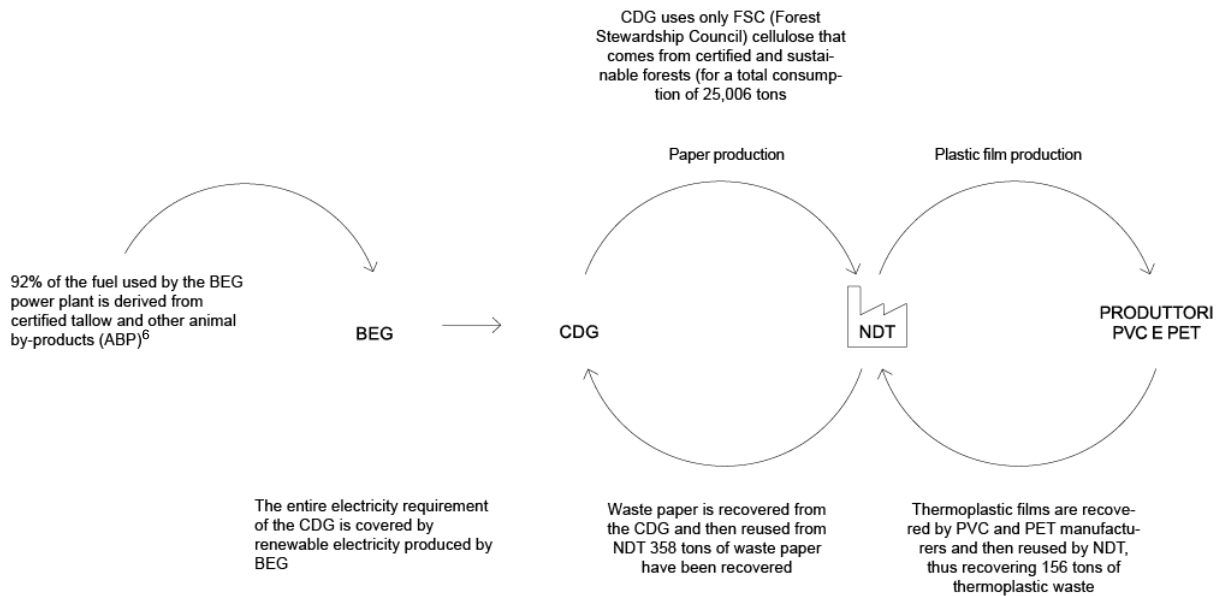 CDG uses only FSC (Forest
Stewardship Council) cellulose that
comes from certified and sustai-
nable forests (for a total consump-
tion of 25,006 tons
Paper production
Plastic film production
92% of the fuel used by the BEG
power plant is derived from
certified tallow and other animal
by-products (ABP)6
BEG
CDG
NDT
PRODUTTORI
PVC E PET
The entire electricity requirement
of the CDG is covered by
renewable electricity produced by
BEG
Waste paper is recovered from
the CDG and then reused from
NDT 358 tons of waste paper
have been recovered
Thermoplastic films are recove-
red by PVC and PET manufactu-
rers and then reused by NDT,
thus recovering 156 tons of
thermoplastic waste